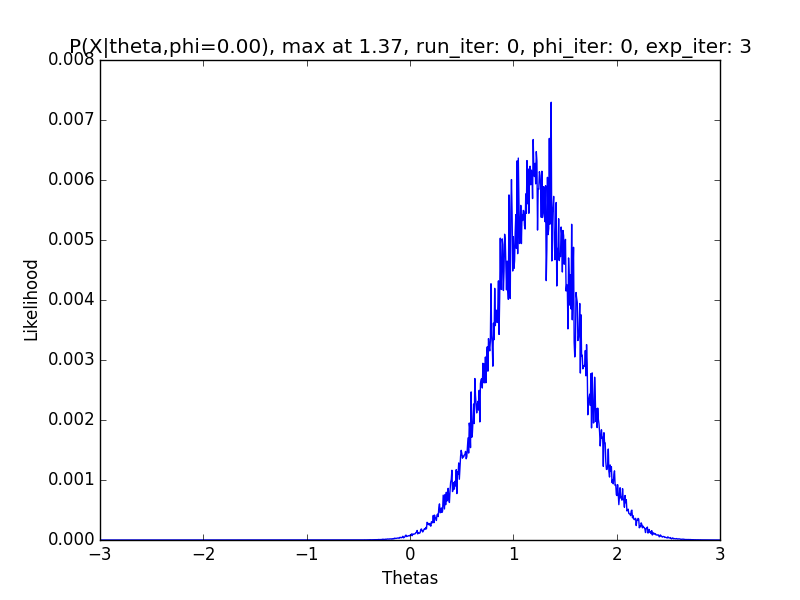 P(X|theta,phi=0.00), max at 1.37, run_iter: 0, phi_iter: 0, exp_iter: 3
0.008
0.007
0.006
0.005
0.004
0.003
0.002
0.001
0.000
Likelihood
−3 −2 −1 0 1 2 3
Thetas